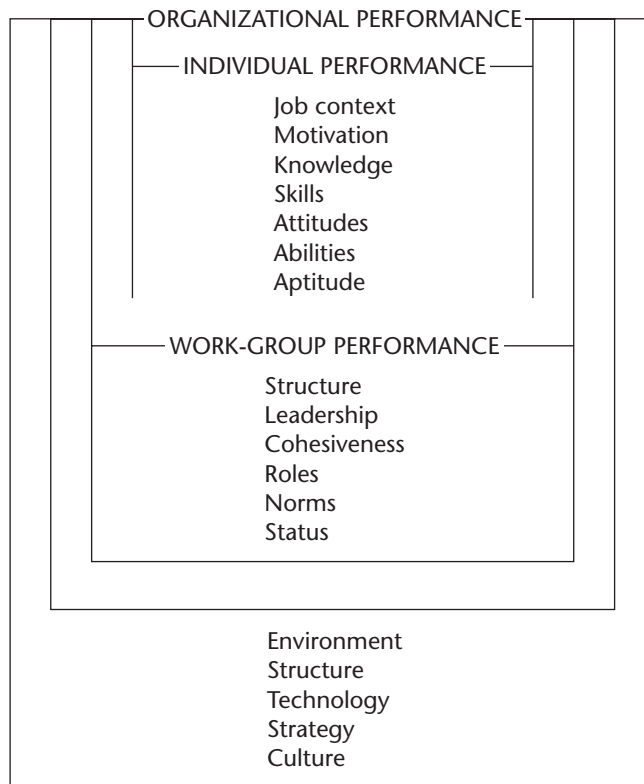 ORGANIZATIONAL PERFORMANCE
INDIVIDUAL PERFORMANCE
Job context
Motivation
Knowledge
Skills
Attitudes
Abilities
Aptitude
WORK-GROUP PERFORMANCE
Structure
Leadership
Cohesiveness
Roles
Norms
Status
Environment
Structure
Technology
Strategy
Culture